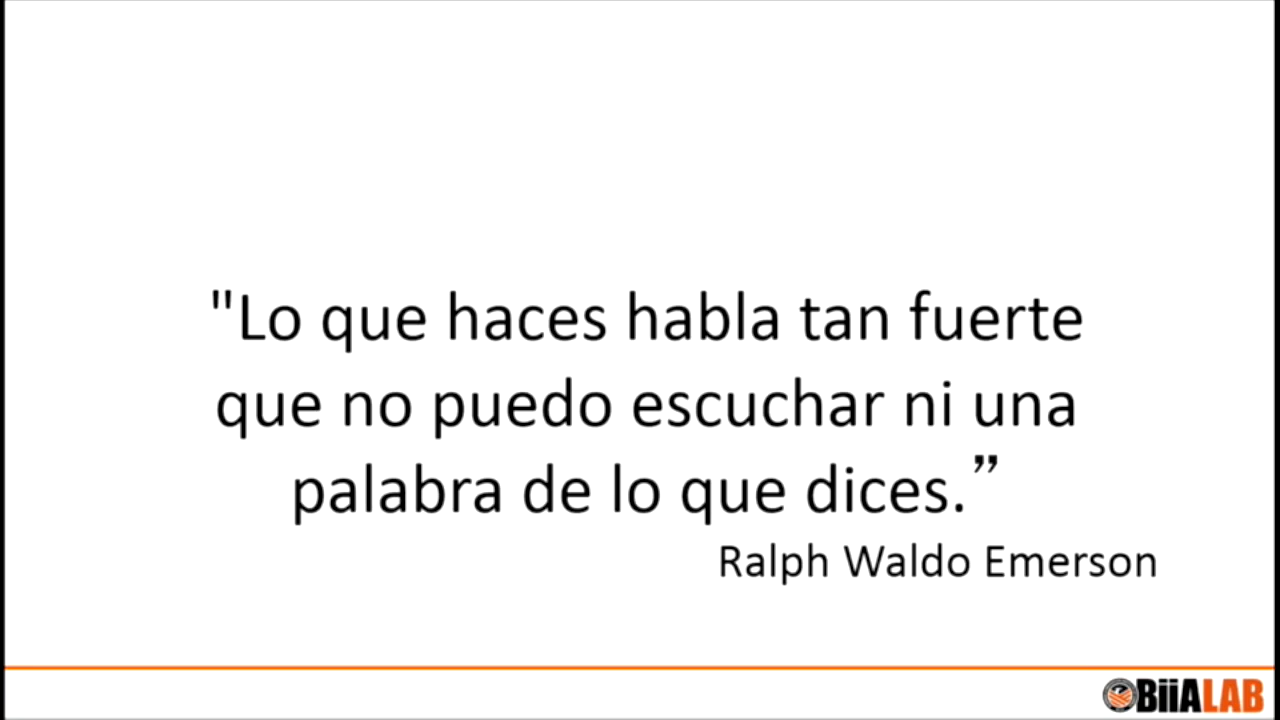 "Lo que haces habla tan fuerte
que no puedo escuchar ni una
palabra de lo que dices.”
Ralph Waldo Emerson
BiiALAB